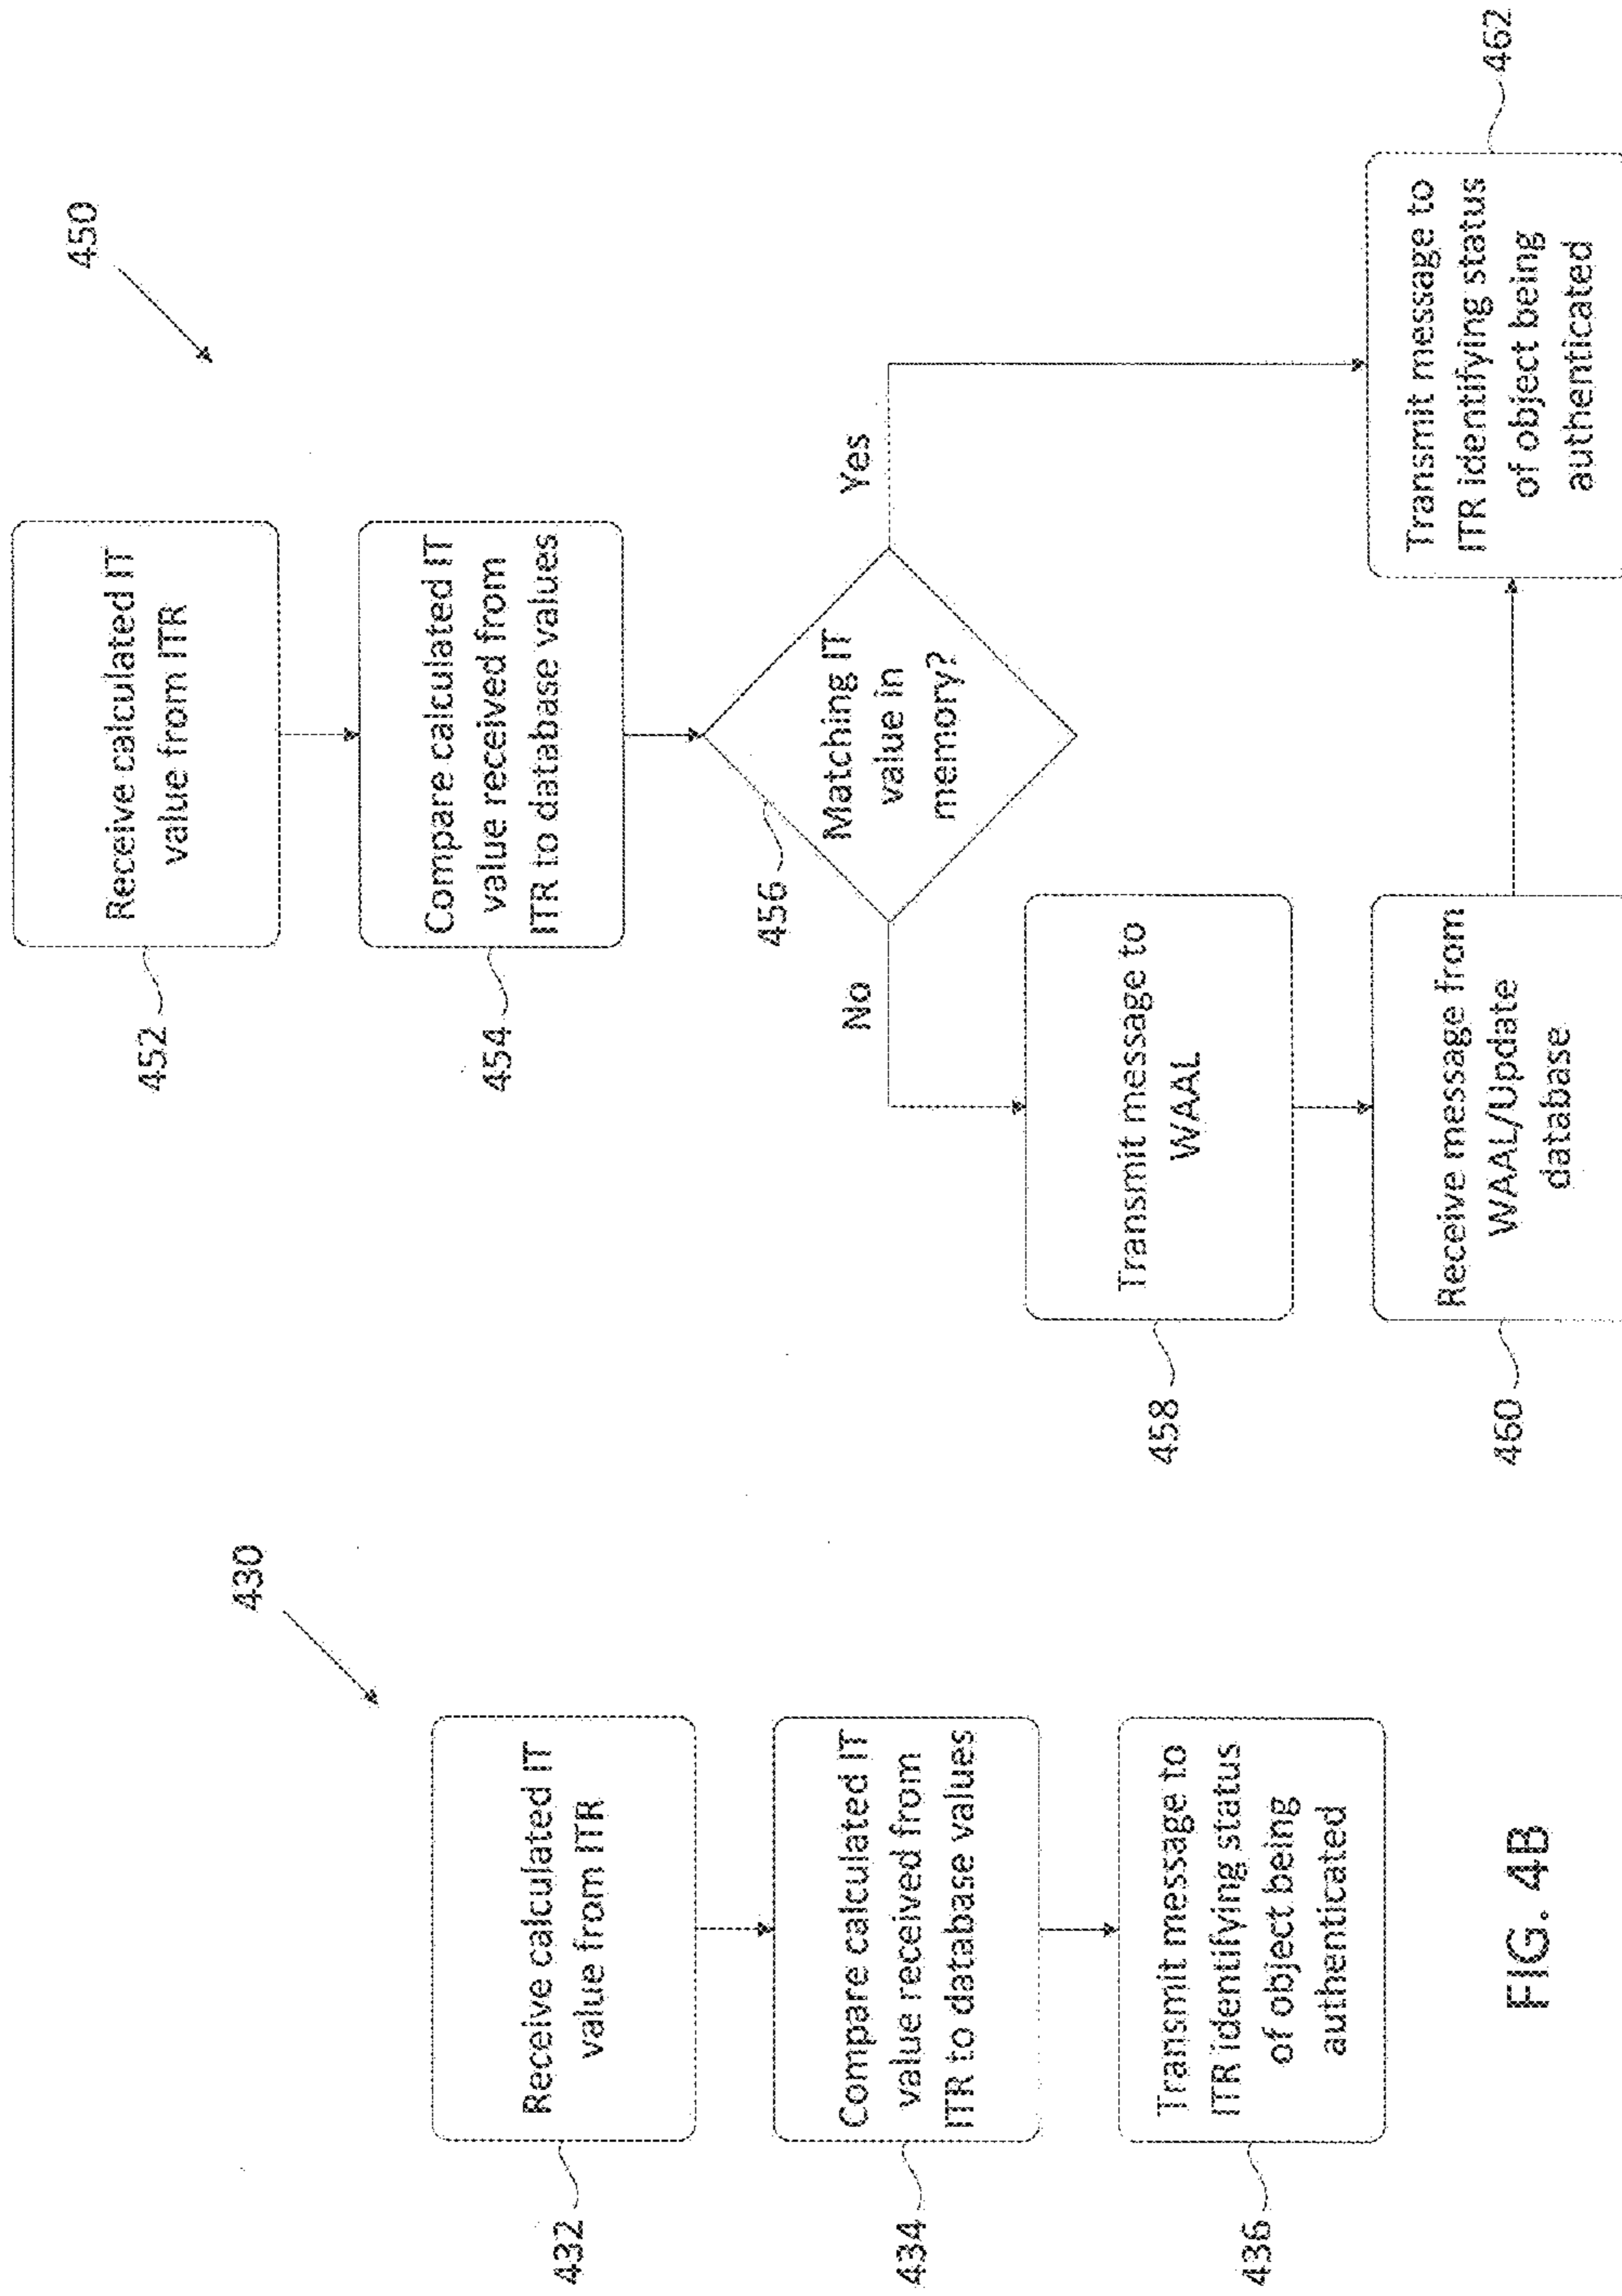 430
432
Receive calculated IT
value from ITR
434
Compare calculated IT
value received from
ITR to database values
436
Transmit message to
ITR identifying status
of object being
authenticated
FIG. 4B
450
452
Receive calculated IT
value from ITR
454
Compare calculated IT
value received from
ITR to database values
456
Matching IT
value in
memory?
No
Yes
458
Transmit message to
WAAL
460
Receive message from
WAAL/Update
database
462
Transmit message to
ITR identifying status
of object being
authenticated